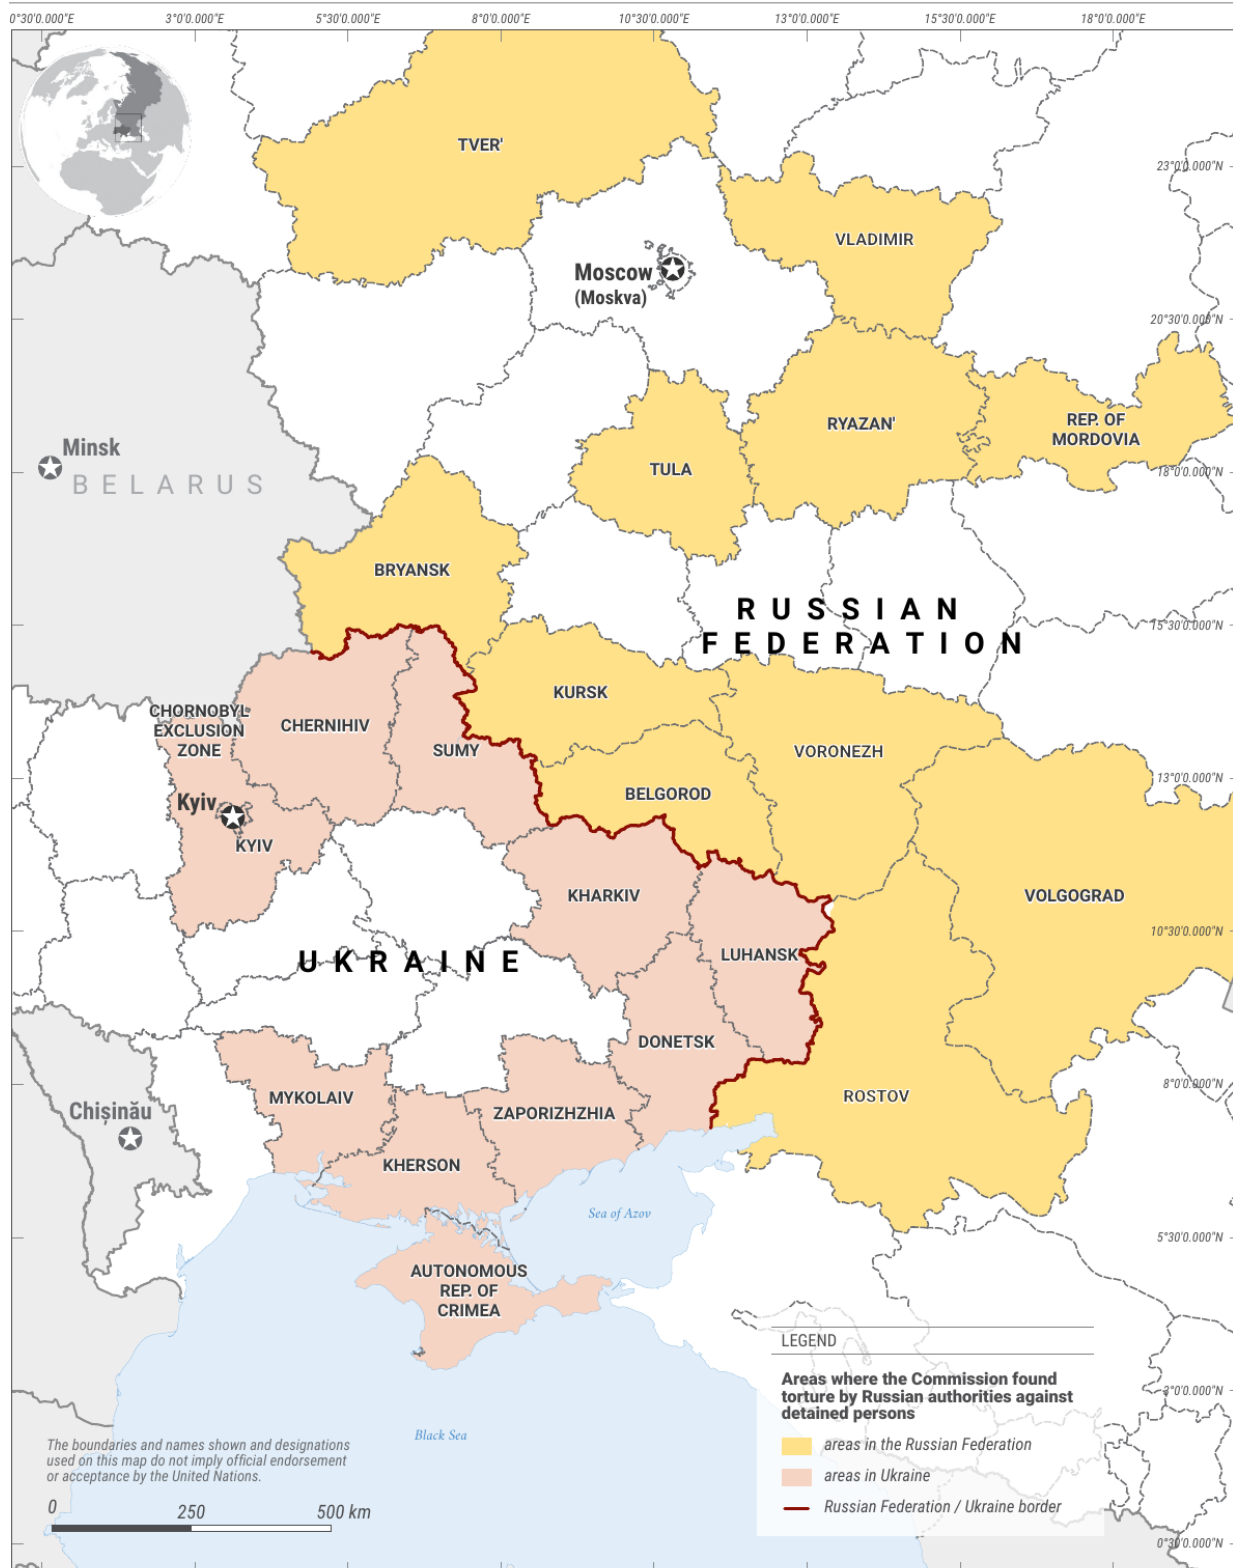 0°30'0.000"E
3°0'0.000"E
5°30'0.000"E
8°0'0.000"E
10°30'0.000"E
13°0'0.000"E
15°30'0.000"E
18°0'0.000"E
TVER'
23°0'0.000"N
VLADIMIR
Moscow
(Moskva)
20°30'0.000"N
RYAZAN'
REP. OF
MORDOVIA
Minsk
BELARUS
TULA
18°0'0.000"N
BRYANSK
RUSSIAN
FEDERATION
15°30'0.000"N
KURSK
CHORNOBYL
EXCLUSION
ZONE
CHERNIHIV
SUMY
VORONEZH
13°0'0.000"N
BELGOROD
Kyiv
KYIV
KHARKIV
VOLGOGRAD
10°30'0.000"N
UKRAINE
LUHANSK
DONETSK
8°0'0.000"N
MYKOLAIV
ZAPORIZHZHIA
ROSTOV
Chișinău
KHERSON
Sea of Azov
5°30'0.000"N
AUTONOMOUS
REP. OF
CRIMEA
LEGEND
Areas where the Commission found
torture by Russian authorities against
detained persons
3°0'0.000"N
areas in the Russian Federation
areas in Ukraine
Russian Federation / Ukraine border
Black Sea
The boundaries and names shown and designations
used on this map do not imply official endorsement
or acceptance by the United Nations.
0 250 500 km
0°30'0.000"N